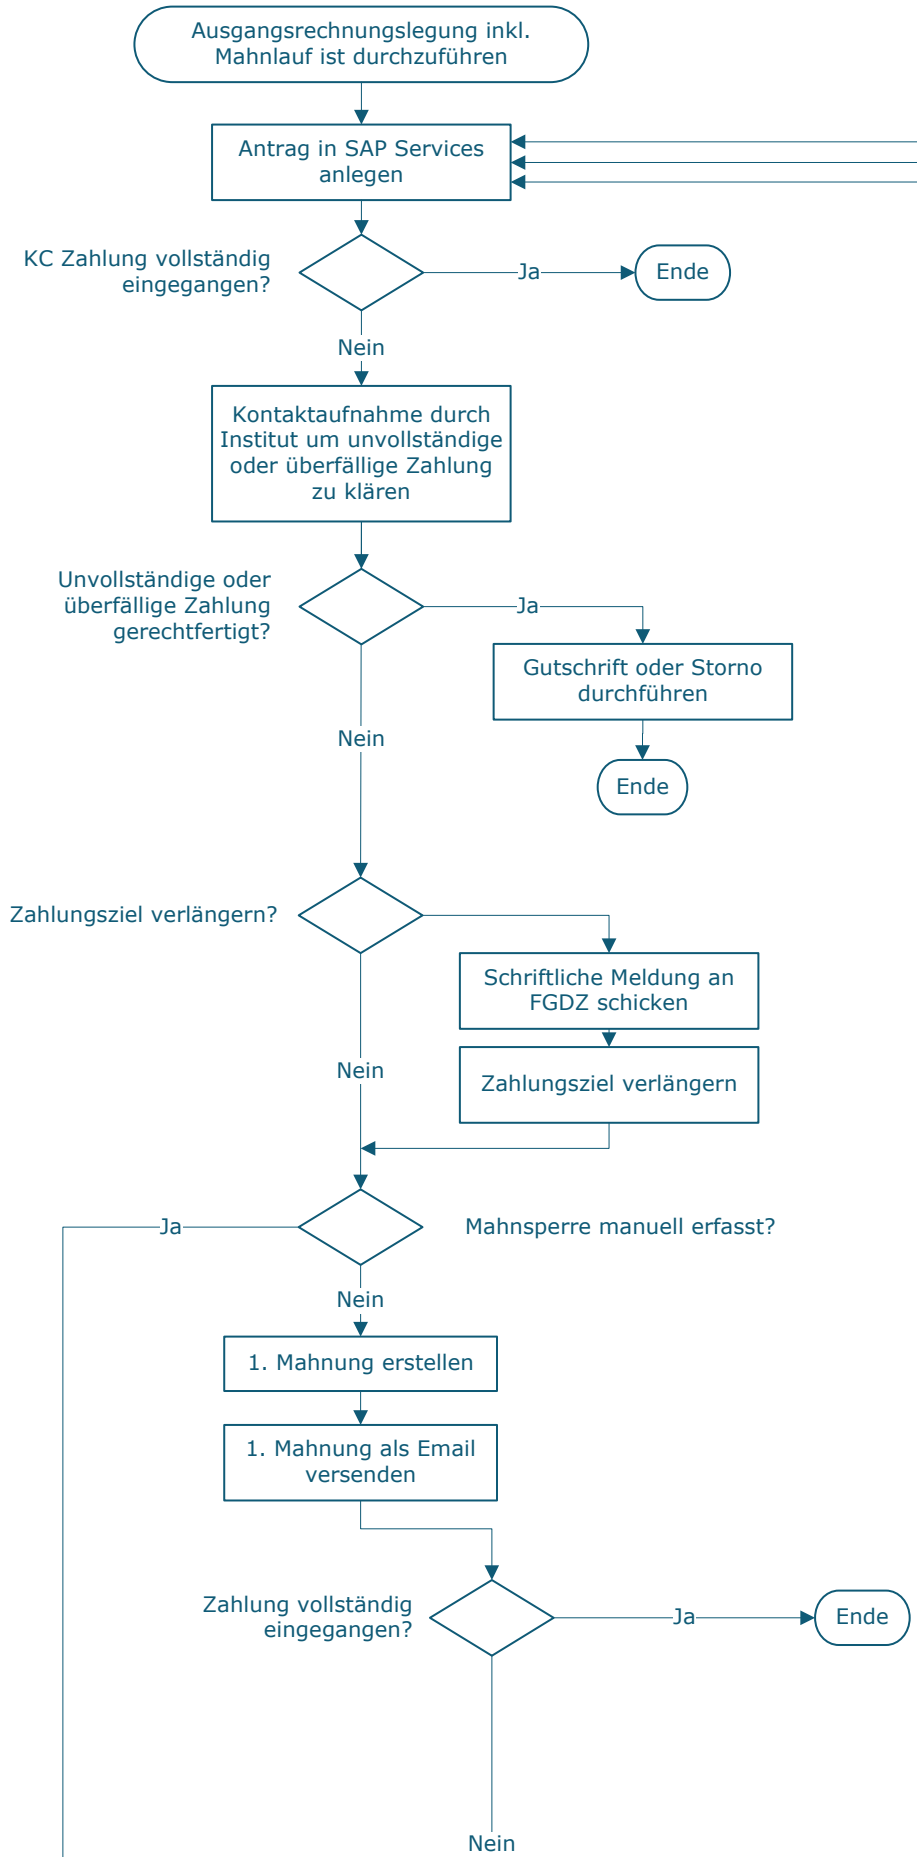 Ausgangsrechnungslegung inkl.
Mahnlauf ist durchzuführen
Antrag in SAP Services
anlegen
KC Zahlung vollständig
eingegangen?
Ja
Ende
Nein
Kontaktaufnahme durch
Institut um unvollständige
oder überfällige Zahlung
zu klären
Unvollständige oder
überfällige Zahlung
gerechtfertigt?
Ja
Gutschrift oder Storno
durchführen
Nein
Ende
Zahlungsziel verlängern?
Schriftliche Meldung an
FGDZ schicken
Nein
Zahlungsziel verlängern
Ja
Mahnsperre manuell erfasst?
Nein
1. Mahnung erstellen
1. Mahnung als Email
versenden
Zahlung vollständig
eingegangen?
Ja
Ende
Nein